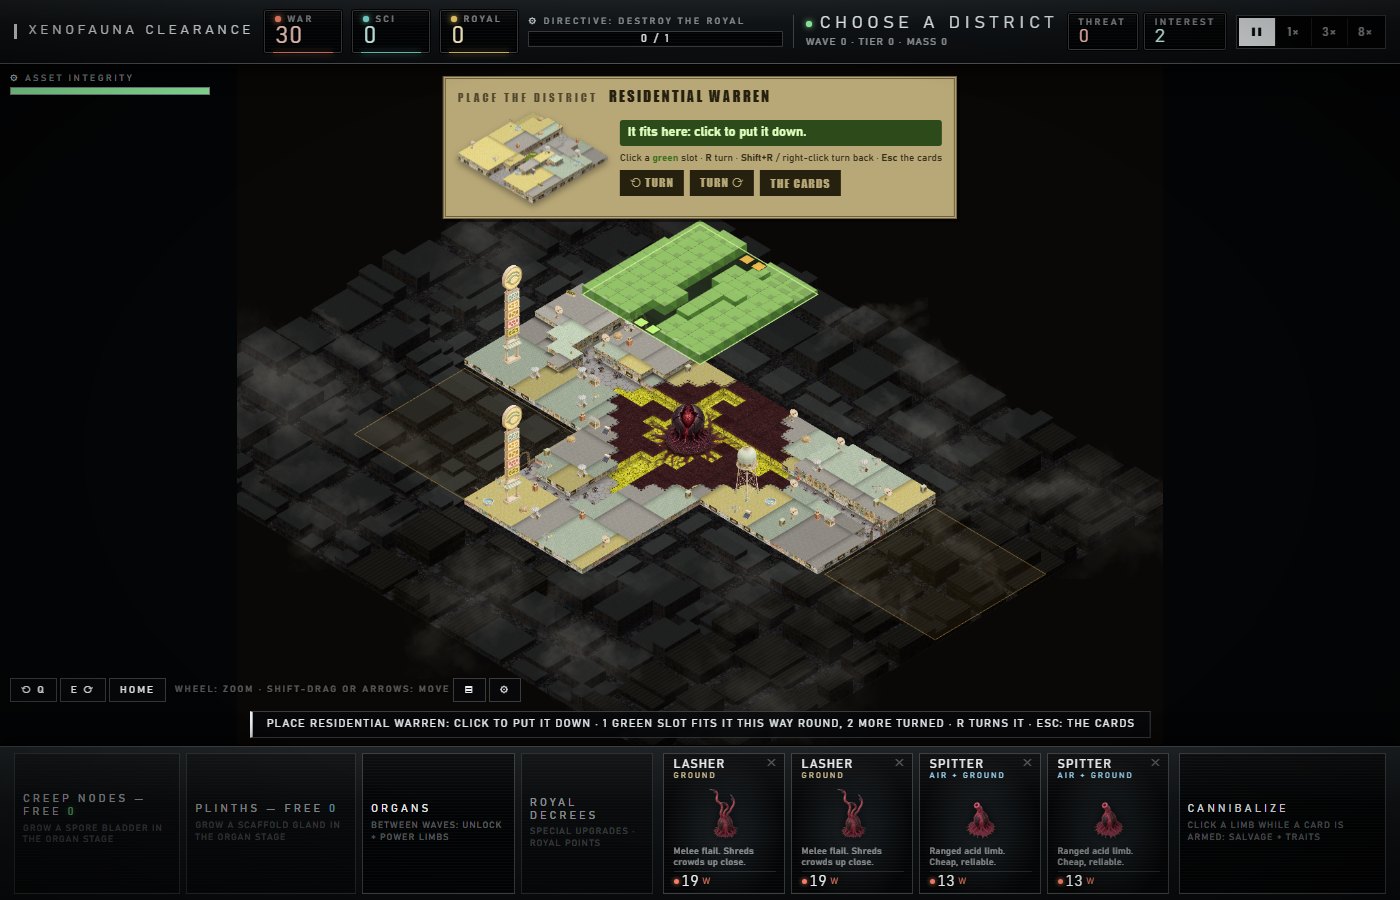 XENOFAUNA CLEARANCE
WAR
30
SCI
0
ROYAL
0
DIRECTIVE: DESTROY THE ROYAL
0 / 1
CHOOSE A DISTRICT
WAVE 0 · TIER 0 · MASS 0
THREAT
0
INTEREST
2
1×
3×
8×
ASSET INTEGRITY
PLACE THE DISTRICT RESIDENTIAL WARREN
It fits here: click to put it down.
Click a green slot · R turn · Shift+R / right-click turn back · Esc the cards
TURN
TURN
THE CARDS
Q
E
HOME
WHEEL: ZOOM · SHIFT-DRAG OR ARROWS: MOVE
PLACE RESIDENTIAL WARREN: CLICK TO PUT IT DOWN · 1 GREEN SLOT FITS IT THIS WAY ROUND, 2 MORE TURNED · R TURNS IT · ESC: THE CARDS
CREEP NODES —
FREE 0
GROW A SPORE BLADDER IN
THE ORGAN STAGE
PLINTHS — FREE 0
GROW A SCAFFOLD GLAND IN
THE ORGAN STAGE
ORGANS
BETWEEN WAVES: UNLOCK
+ POWER LIMBS
ROYAL
DECREES
SPECIAL UPGRADES ·
ROYAL POINTS
LASHER
GROUND
Melee flail. Shreds
crowds up close.
19 W
LASHER
GROUND
Melee flail. Shreds
crowds up close.
19 W
SPITTER
AIR + GROUND
Ranged acid limb.
Cheap, reliable.
13 W
SPITTER
AIR + GROUND
Ranged acid limb.
Cheap, reliable.
13 W
CANNIBALIZE
CLICK A LIMB WHILE A CARD IS
ARMED: SALVAGE + TRAITS